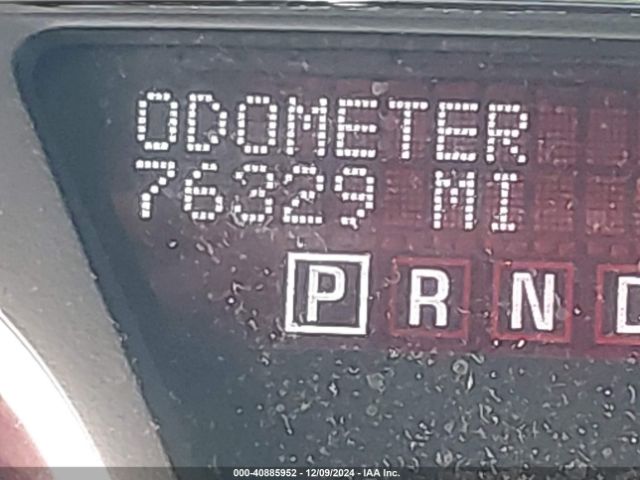 ODOMETER
76329 MI
P R N D
000-40885952 - 12/09/2024 - IAA Inc.